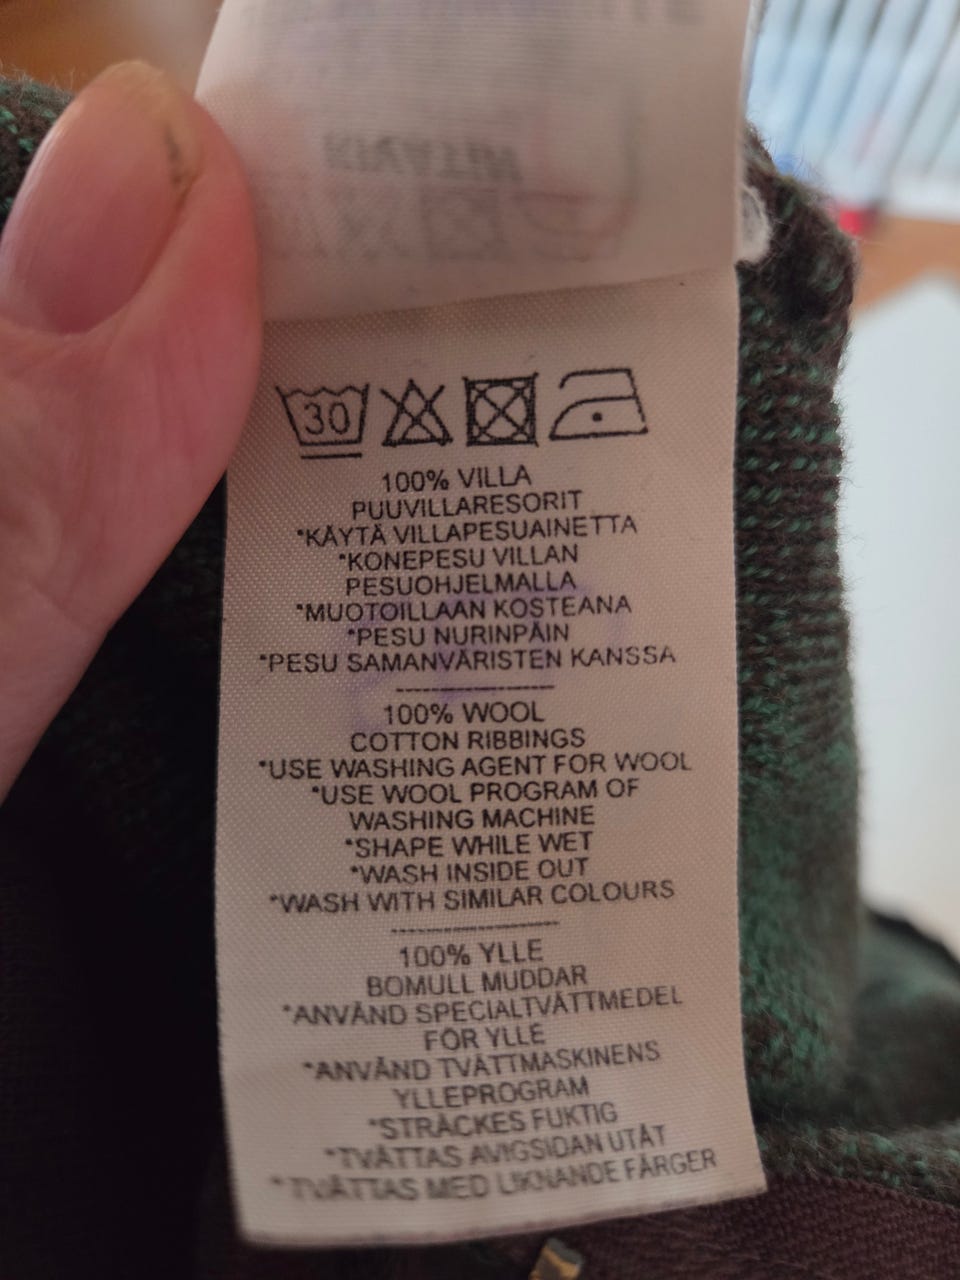 30
100% VILLA
PUUVILLARESORIT
*KÄYTÄ VILLAPESUAINETTA
*KONEPESU VILLAN
PESUOHJELMALLA
*MUOTOILLAAN KOSTEANA
*PESU NURINPÄIN
*PESU SAMANVÄRISTEN KANSSA
--------------------
100% WOOL
COTTON RIBBINGS
*USE WASHING AGENT FOR WOOL
*USE WOOL PROGRAM OF
WASHING MACHINE
*SHAPE WHILE WET
*WASH INSIDE OUT
*WASH WITH SIMILAR COLOURS
--------------------
100% YLLE
BOMULL MUDDAR
*ANVÄND SPECIALTVÄTTMEDEL
FÖR YLLE
*ANVÄND TVÄTTMASKINENS
YLLEPROGRAM
*STRÄCKES FUKTIG
*TVÄTTAS AVIGSIDAN UTÅT
*TVÄTTAS MED LIKNANDE FÄRGER